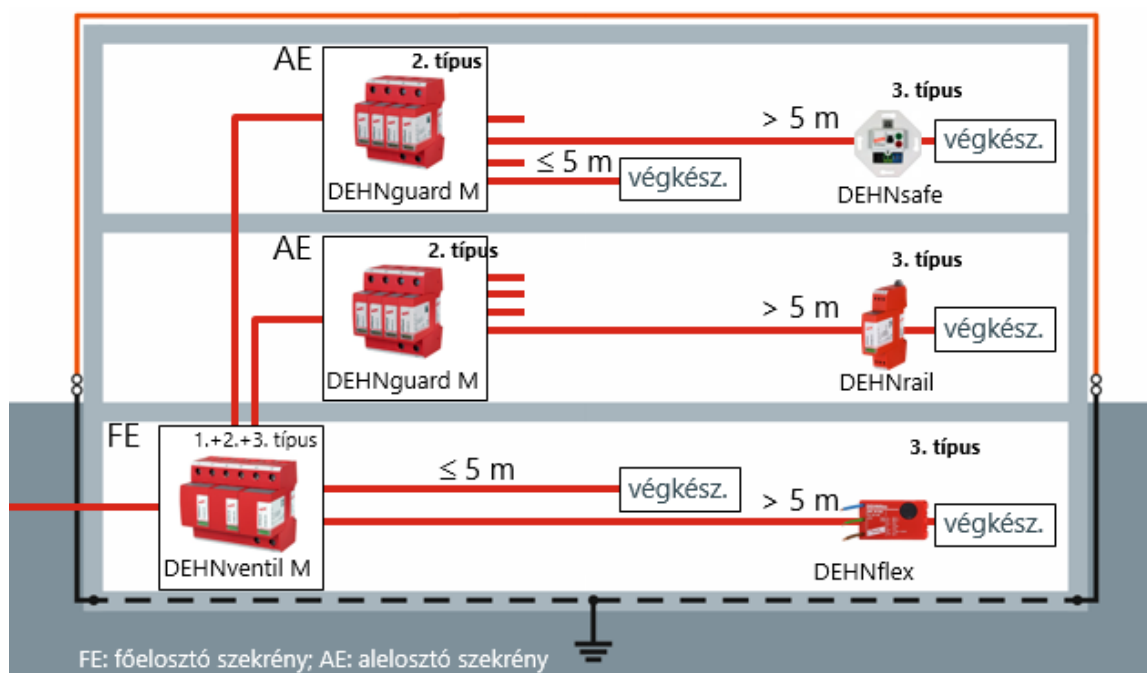 AE
2. típus
3. típus
> 5 m
végkész.
≤ 5 m
végkész.
DEHNguard M
DEHNsafe
AE
2. típus
3. típus
> 5 m
végkész.
DEHNguard M
DEHNrail
FE
1.+2.+3. típus
3. típus
≤ 5 m
végkész.
> 5 m
végkész.
DEHNventil M
DEHNflex
FE: főelosztó szekrény; AE: alelosztó szekrény